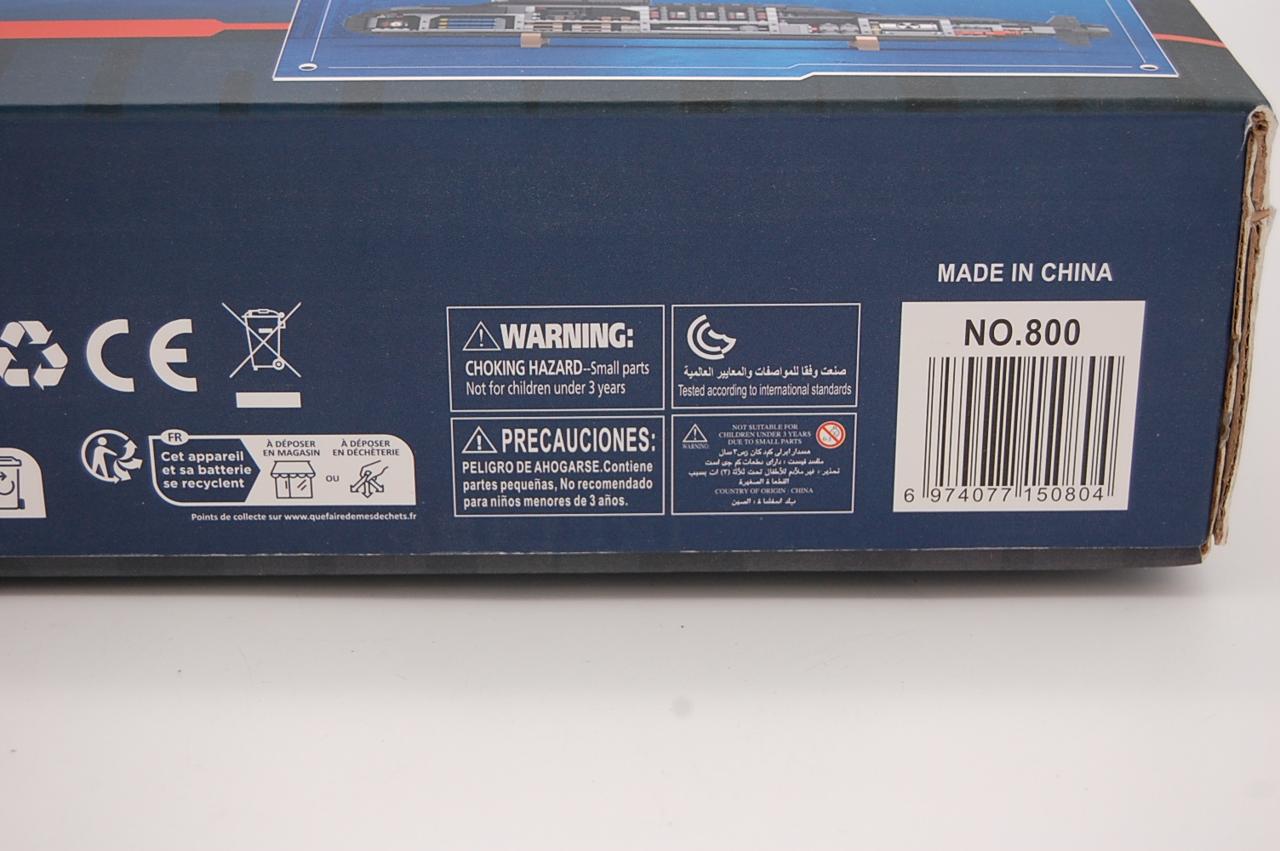 MADE IN CHINA
NO.800
6 974077 150804
WARNING:
CHOKING HAZARD--Small parts
Not for children under 3 years
صنعت وفقا للمواصفات والمعايير العالمية
Tested according to international standards
PRECAUCIONES:
PELIGRO DE AHOGARSE.Contiene
partes pequeñas, No recomendado
para niños menores de 3 años.
WARNING:
NOT SUITABLE FOR
CHILDREN UNDER 3 YEARS
DUE TO SMALL PARTS
COUNTRY OF ORIGIN : CHINA
CE
FR
Cet appareil
et sa batterie
se recyclent
À DÉPOSER
EN MAGASIN
OU
À DÉPOSER
EN DÉCHÈTERIE
Points de collecte sur www.quefairedemesdechets.fr